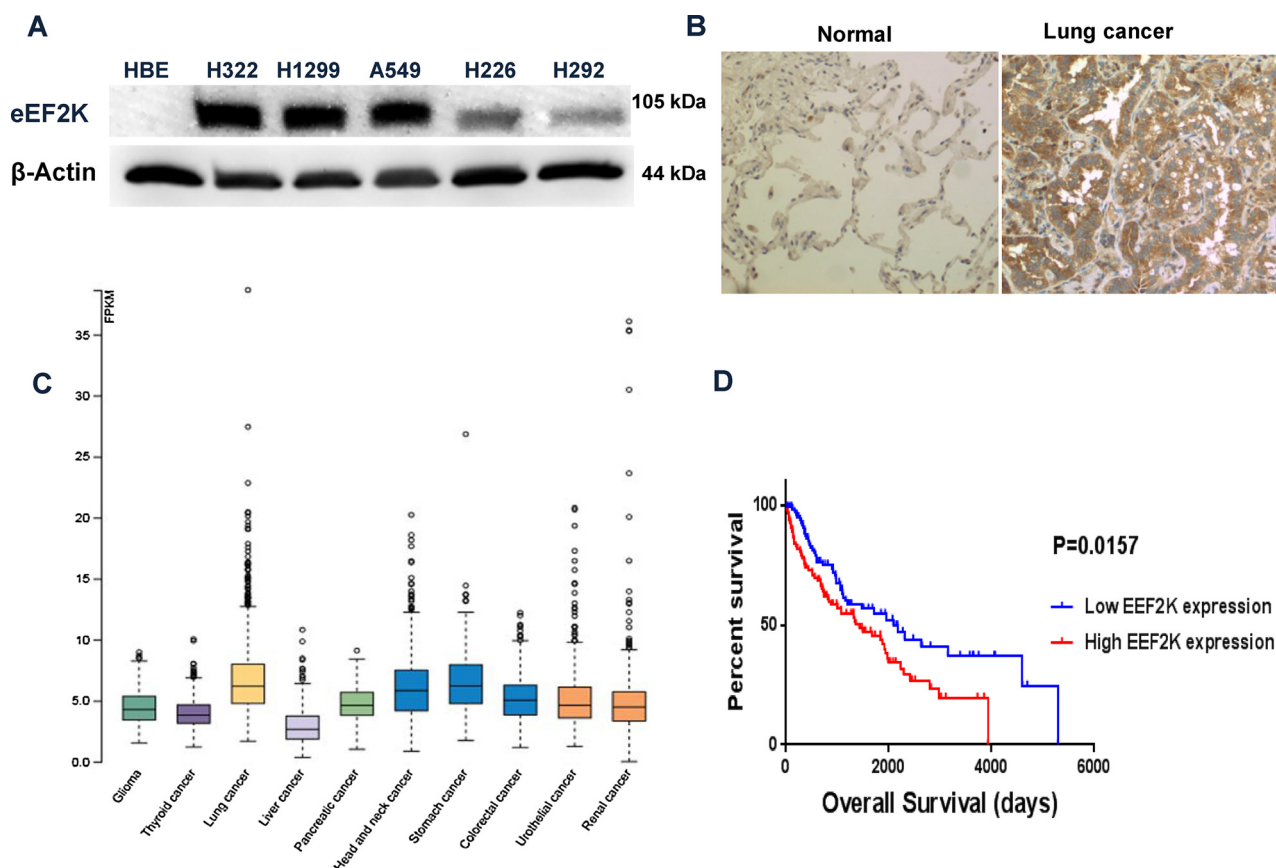 A
HBE H322 H1299 A549 H226 H292
eEF2K
105 kDa
β-Actin
44 kDa
B
Normal
Lung cancer
C
FPKM
35
30
25
20
15
10
5.0
0.0
Glioma
Thyroid cancer
Lung cancer
Liver cancer
Pancreatic cancer
Head and neck cancer
Stomach cancer
Colorectal cancer
Urothelial cancer
Renal cancer
D
Percent survival
100
50
0
0 2000 4000 6000
Overall Survival (days)
P=0.0157
Low EEF2K expression
High EEF2K expression